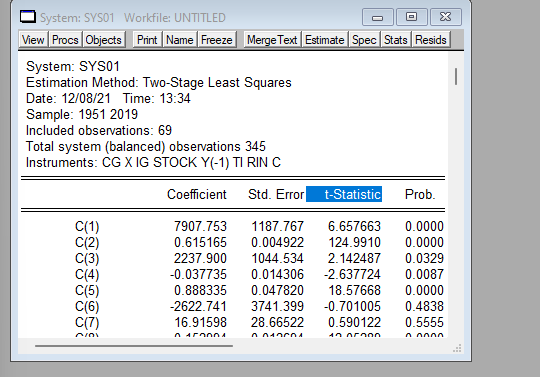 System: SYS01 Workfile: UNTITLED
View Procs Objects Print Name Freeze MergeText Estimate Spec Stats Resids
System: SYS01
Estimation Method: Two-Stage Least Squares
Date: 12/08/21 Time: 13:34
Sample: 1951 2019
Included observations: 69
Total system (balanced) observations 345
Instruments: CG X IG STOCK Y(-1) TI RIN C
Coefficient Std. Error t-Statistic Prob.
C(1) 7907.753 1187.767 6.657663 0.0000
C(2) 0.615165 0.004922 124.9910 0.0000
C(3) 2237.900 1044.534 2.142487 0.0329
C(4) -0.037735 0.014306 -2.637724 0.0087
C(5) 0.888335 0.047820 18.57668 0.0000
C(6) -2622.741 3741.399 -0.701005 0.4838
C(7) 16.91598 28.66522 0.590122 0.5555